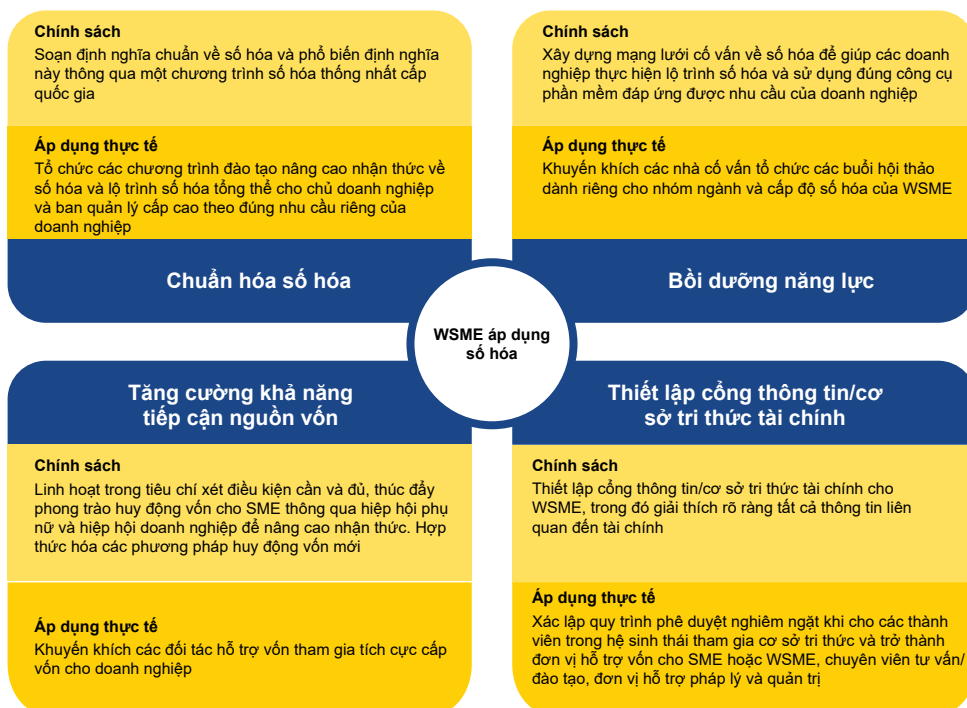 Chính sách
Soạn định nghĩa chuẩn về số hóa và phổ biến định nghĩa
này thông qua một chương trình số hóa thống nhất cấp
quốc gia
Áp dụng thực tế
Tổ chức các chương trình đào tạo nâng cao nhận thức về
số hóa và lộ trình số hóa tổng thể cho chủ doanh nghiệp
và ban quản lý cấp cao theo đúng nhu cầu riêng của
doanh nghiệp
Chuẩn hóa số hóa
Chính sách
Xây dựng mạng lưới cố vấn về số hóa để giúp các doanh
nghiệp thực hiện lộ trình số hóa và sử dụng đúng công cụ
phần mềm đáp ứng được nhu cầu của doanh nghiệp
Áp dụng thực tế
Khuyến khích các nhà cố vấn tổ chức các buổi hội thảo
dành riêng cho nhóm ngành và cấp độ số hóa của WSME
Bồi dưỡng năng lực
WSME áp dụng
số hóa
Tăng cường khả năng
tiếp cận nguồn vốn
Chính sách
Linh hoạt trong tiêu chí xét điều kiện cần và đủ, thúc đẩy
phong trào huy động vốn cho SME thông qua hiệp hội phụ
nữ và hiệp hội doanh nghiệp để nâng cao nhận thức. Hợp
thức hóa các phương pháp huy động vốn mới
Áp dụng thực tế
Khuyến khích các đối tác hỗ trợ vốn tham gia tích cực cấp
vốn cho doanh nghiệp
Thiết lập cổng thông tin/cơ
sở tri thức tài chính
Chính sách
Thiết lập cổng thông tin/cơ sở tri thức tài chính cho
WSME, trong đó giải thích rõ ràng tất cả thông tin liên
quan đến tài chính
Áp dụng thực tế
Xác lập quy trình phê duyệt nghiêm ngặt khi cho các thành
viên trong hệ sinh thái tham gia cơ sở tri thức và trở thành
đơn vị hỗ trợ vốn cho SME hoặc WSME, chuyên viên tư vấn/
đào tạo, đơn vị hỗ trợ pháp lý và quản trị